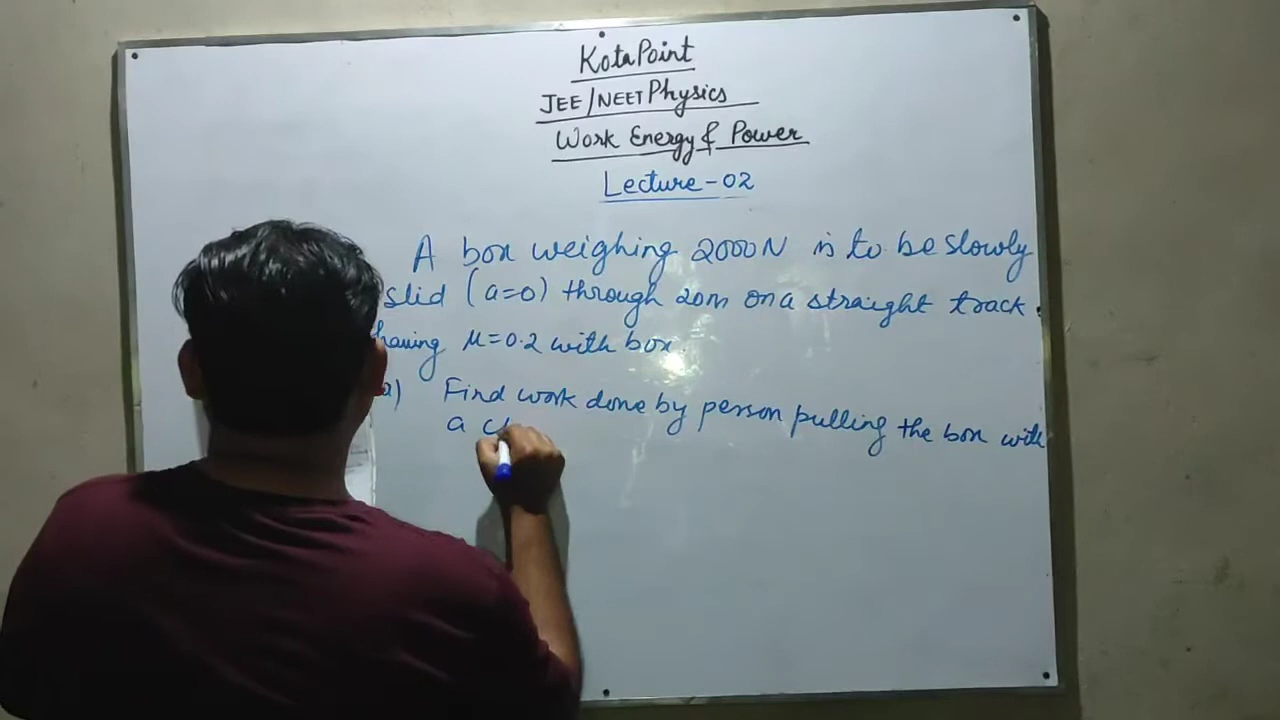 KotaPoint
JEE/NEET Physics
Work Energy & Power
Lecture-02
A box weighing 2000N is to be slowly
slid (a=0) through 20m on a straight track
having μ=0.2 with box.
a) Find work done by person pulling the box with
a